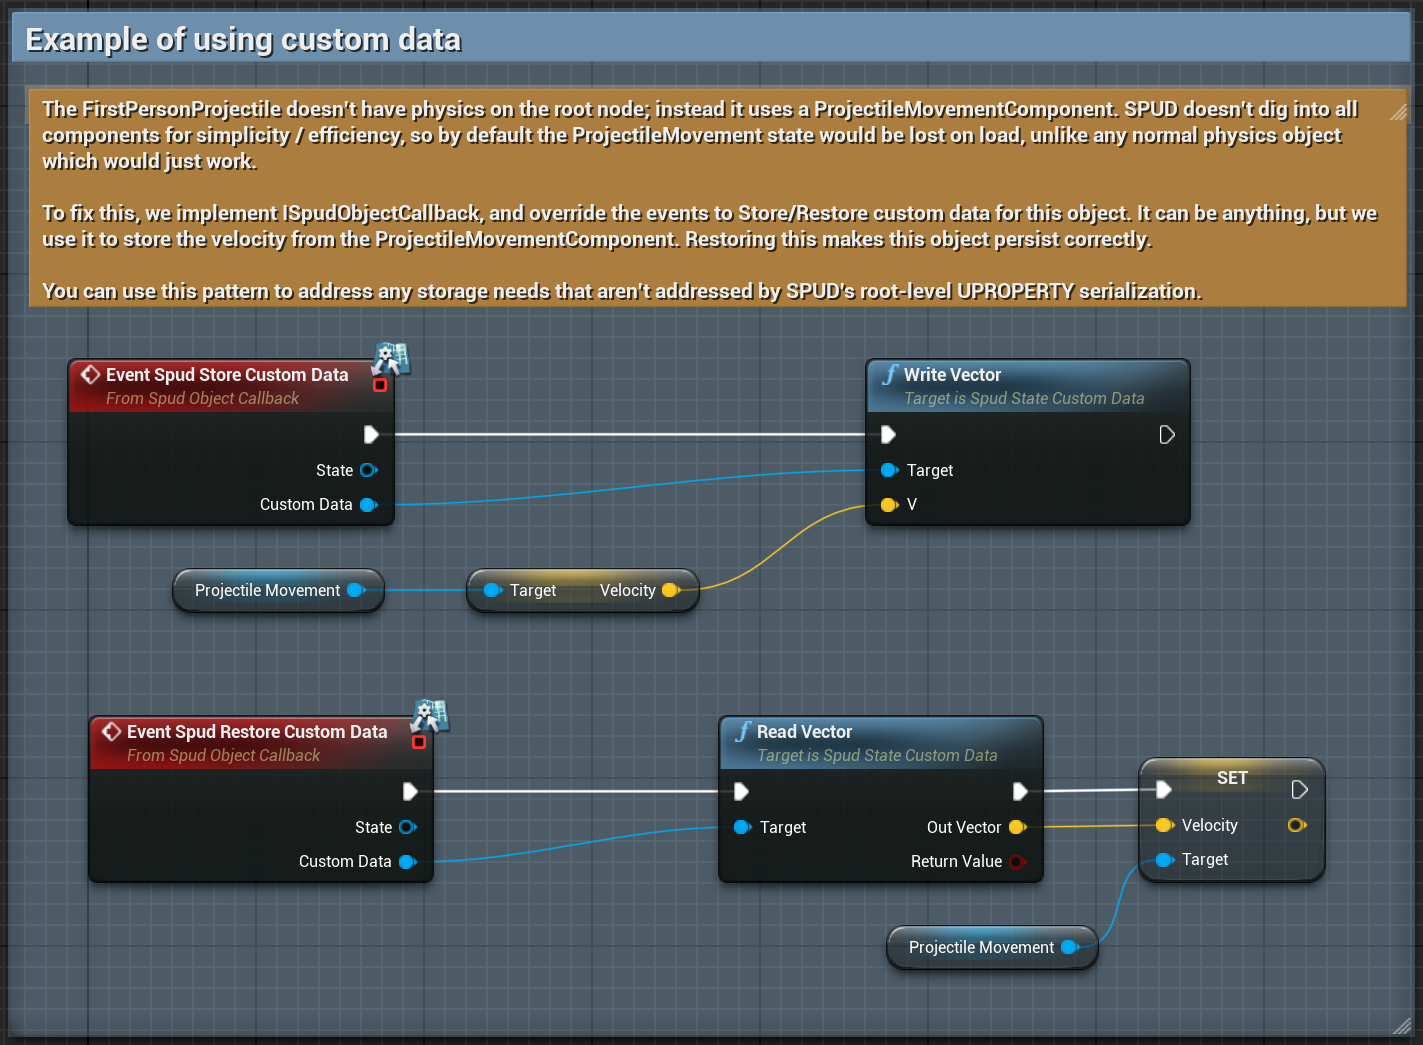 Example of using custom data
The FirstPersonProjectile doesn't have physics on the root node; instead it uses a ProjectileMovementComponent. SPUD doesn't dig into all
components for simplicity / efficiency, so by default the ProjectileMovement state would be lost on load, unlike any normal physics object
which would just work.
To fix this, we implement ISpudObjectCallback, and override the events to Store/Restore custom data for this object. It can be anything, but we
use it to store the velocity from the ProjectileMovementComponent. Restoring this makes this object persist correctly.
You can use this pattern to address any storage needs that aren't addressed by SPUD's root-level UPROPERTY serialization.
Event Spud Store Custom Data
From Spud Object Callback
State
Custom Data
f Write Vector
Target is Spud State Custom Data
Target
V
Projectile Movement
Target Velocity
Event Spud Restore Custom Data
From Spud Object Callback
State
Custom Data
f Read Vector
Target is Spud State Custom Data
Target Out Vector
Return Value
SET
Velocity
Target
Projectile Movement